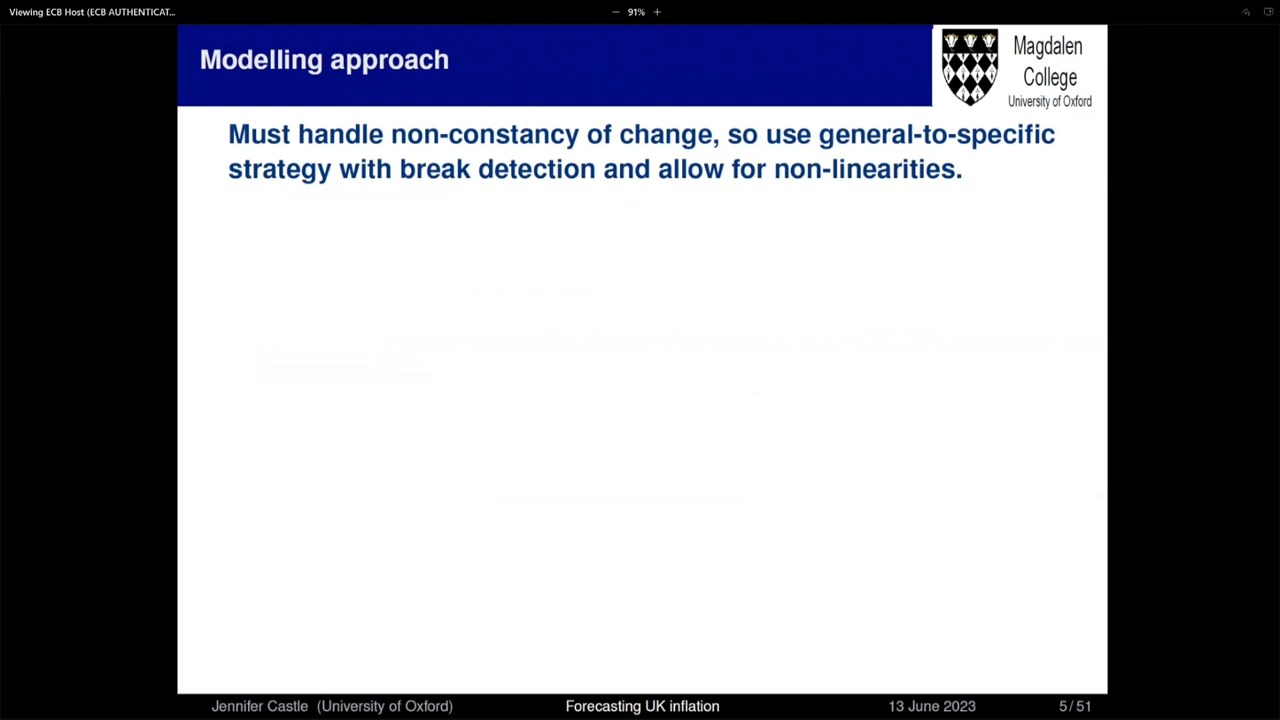 Viewing ECB Host (ECB AUTHENTICAT...
91%
Modelling approach
Magdalen
College
University of Oxford
Must handle non-constancy of change, so use general-to-specific
strategy with break detection and allow for non-linearities.
Jennifer Castle (University of Oxford)
Forecasting UK inflation
13 June 2023
5 / 51